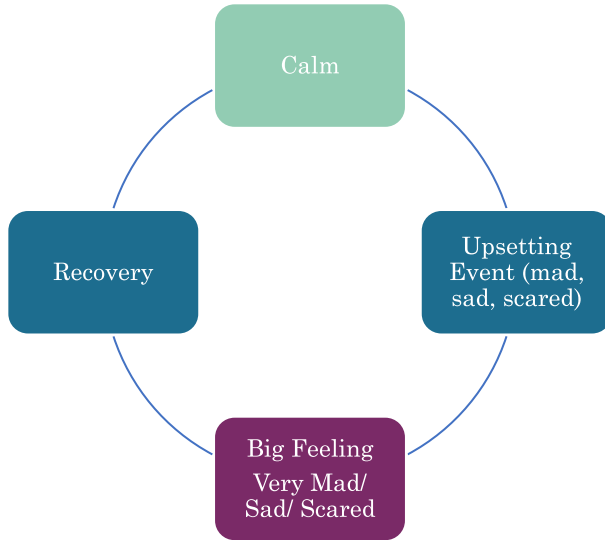 Calm
Upsetting
Event (mad,
sad, scared)
Recovery
Big Feeling
Very Mad/
Sad/ Scared